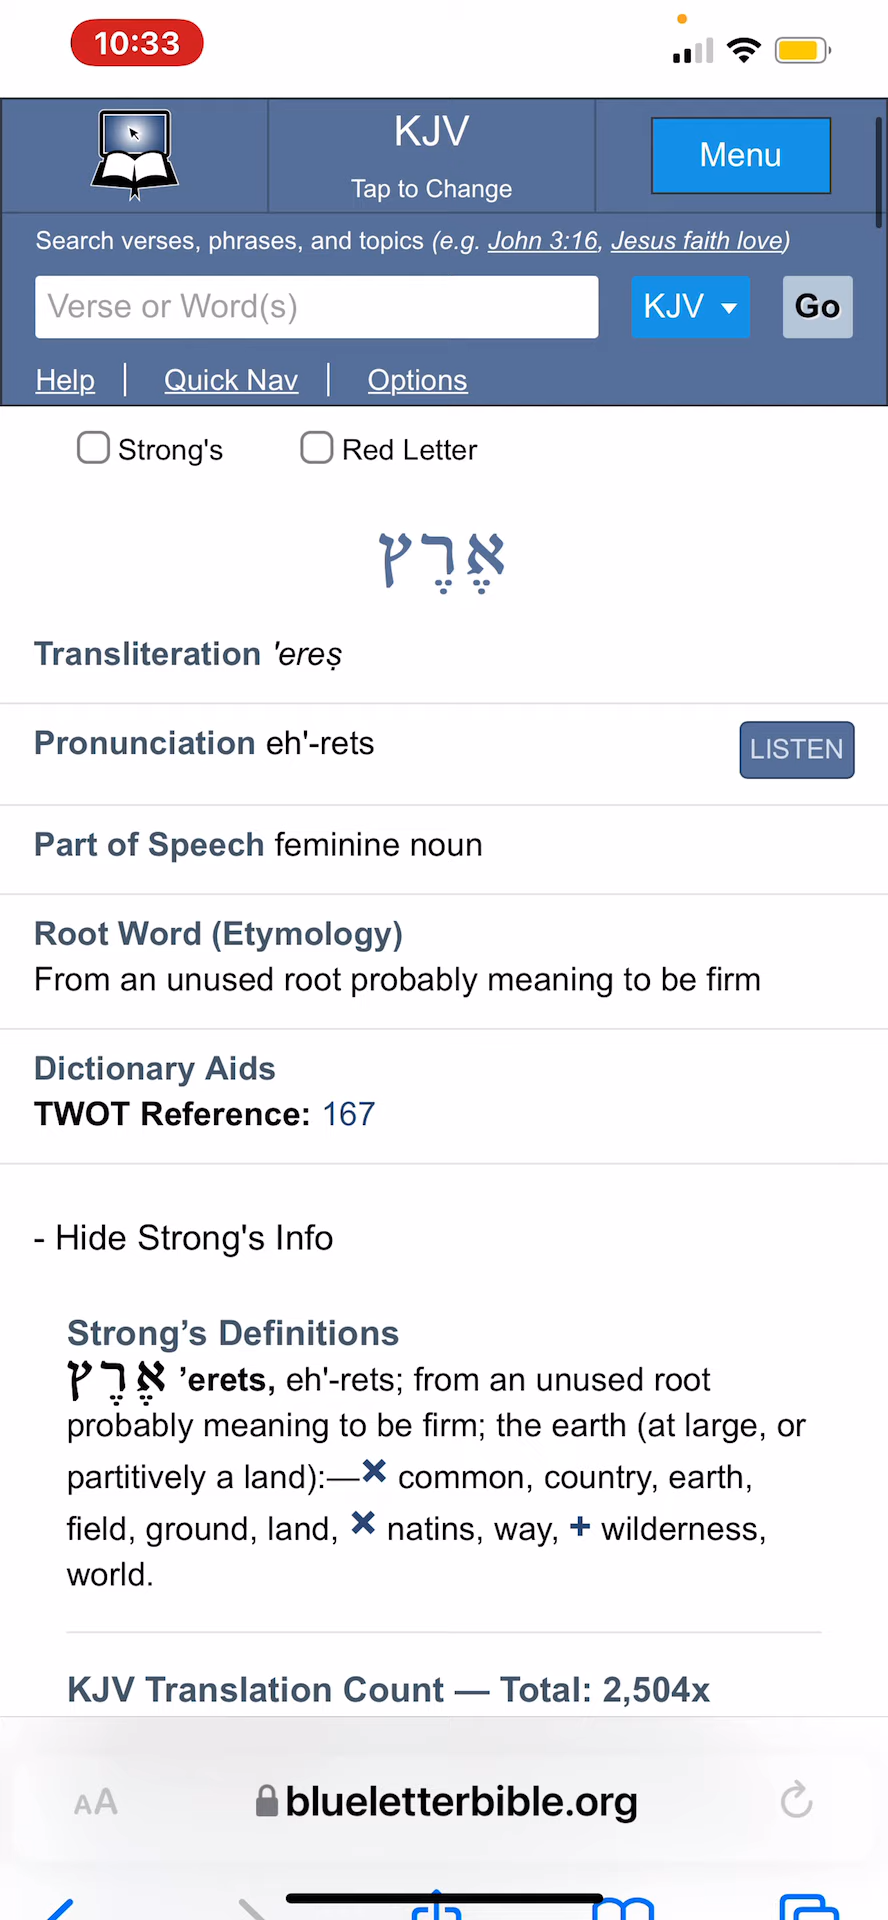 10:33
KJV
Tap to Change
Menu
Search verses, phrases, and topics (e.g. John 3:16, Jesus faith love)
Verse or Word(s)
KJV
Go
Help | Quick Nav | Options
Strong's Red Letter
אֶרֶץ
Transliteration 'ereṣ
Pronunciation eh'-rets
LISTEN
Part of Speech feminine noun
Root Word (Etymology)
From an unused root probably meaning to be firm
Dictionary Aids
TWOT Reference: 167
- Hide Strong's Info
Strong’s Definitions
אֶרֶץ ’erets, eh'-rets; from an unused root
probably meaning to be firm; the earth (at large, or
partitively a land):—× common, country, earth,
field, ground, land, × natins, way, + wilderness,
world.
KJV Translation Count — Total: 2,504x
AA
blueletterbible.org